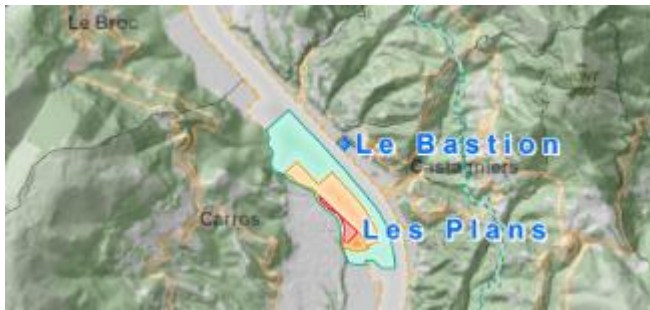 Le Broc
Le Bastion
Castagniers
Carros
Les Plans